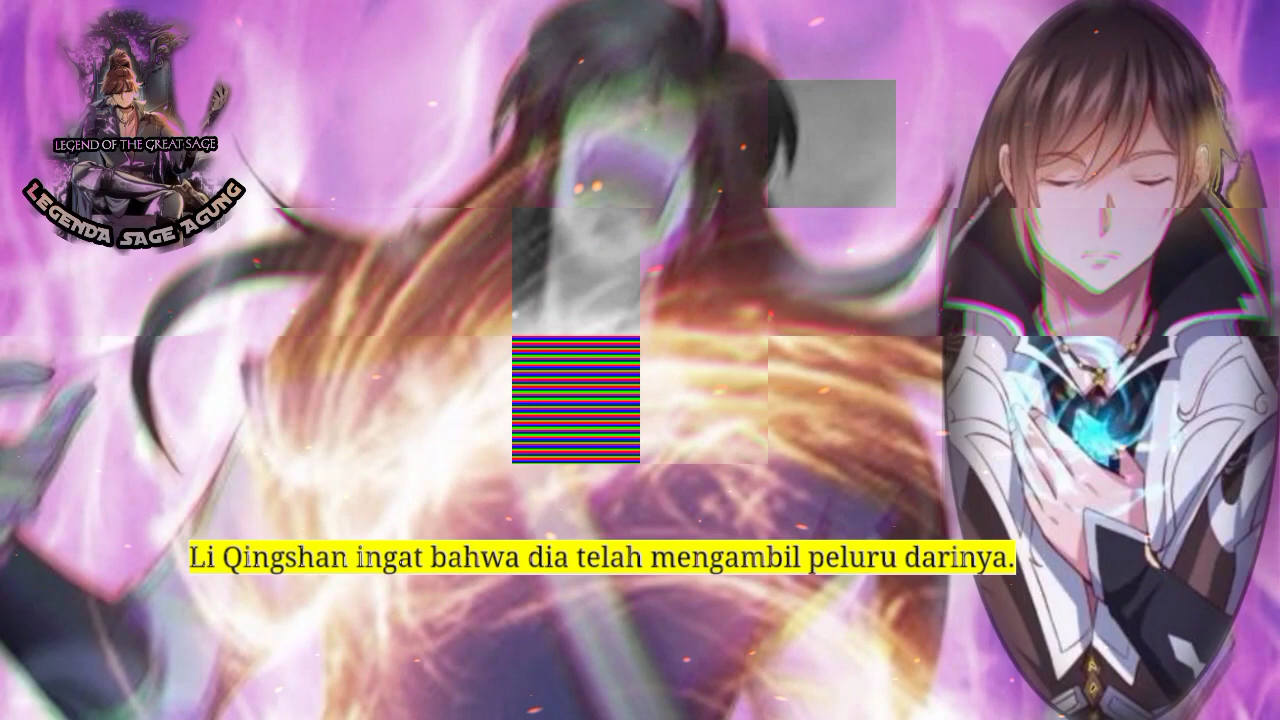 LEGEND OF THE GREAT SAGE
LEGENDA SAGE AGUNG
Li Qingshan ingat bahwa dia telah mengambil peluru darinya.